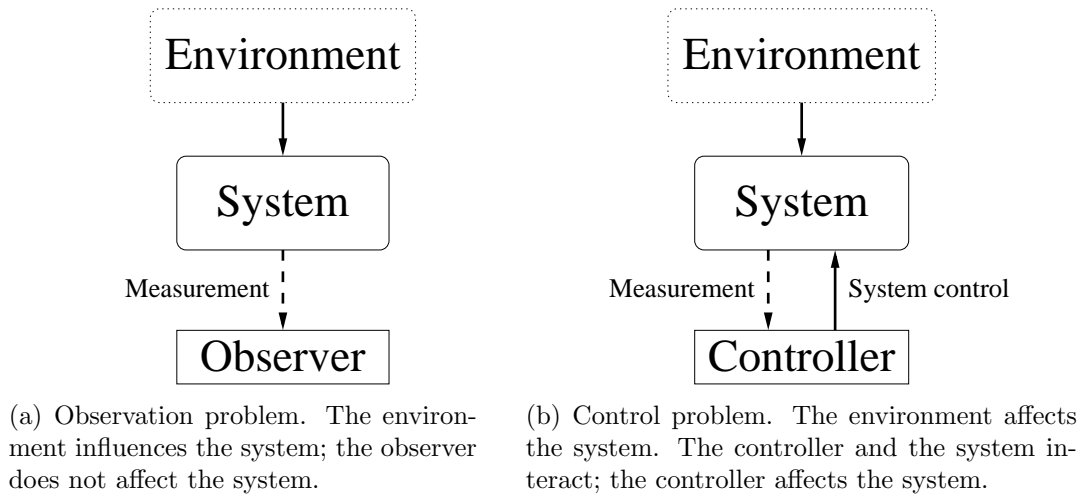 Environment
System
Measurement
Observer
(a) Observation problem. The environ-
ment influences the system; the observer
does not affect the system.
Environment
System
Measurement
System control
Controller
(b) Control problem. The environment affects
the system. The controller and the system in-
teract; the controller affects the system.